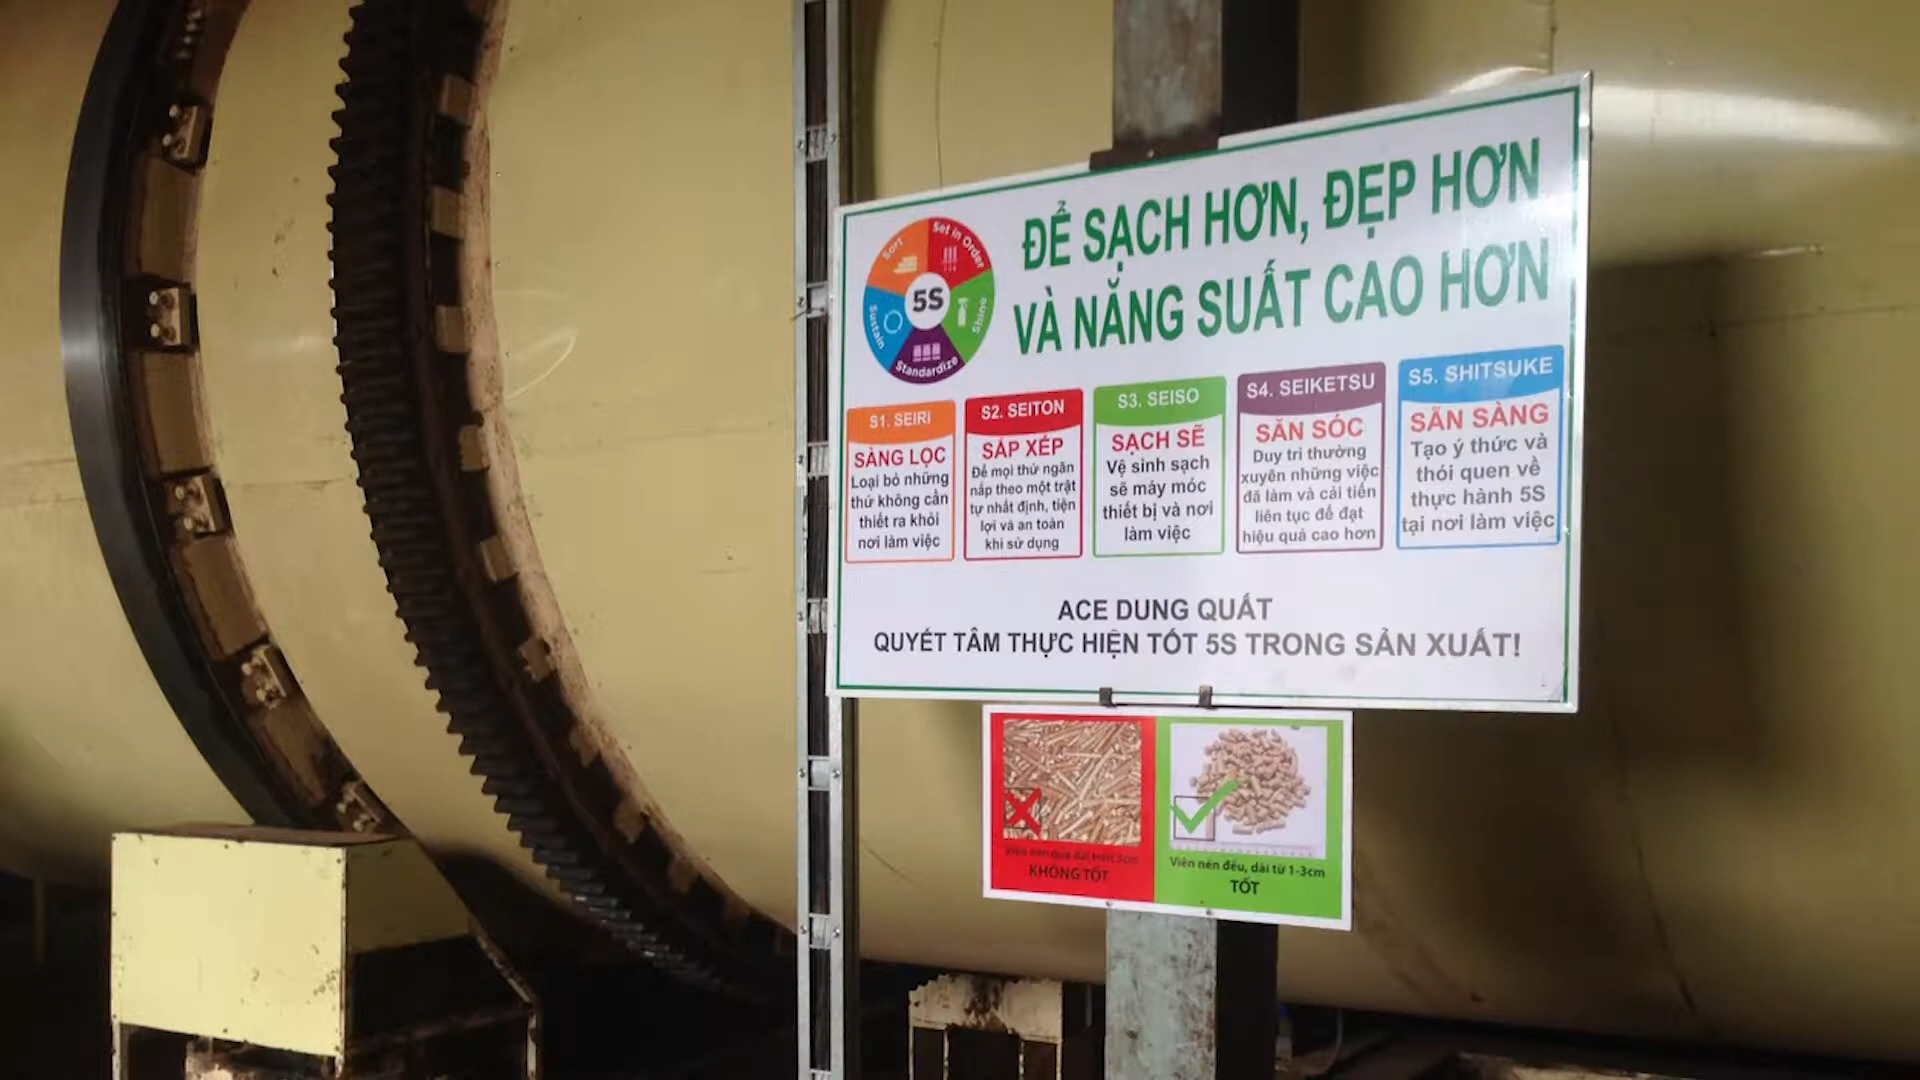 ĐỂ SẠCH HƠN, ĐẸP HƠN
VÀ NĂNG SUẤT CAO HƠN
Sort
Set in Order
Shine
Standardize
Sustain
5S
S1. SEIRI
SÀNG LỌC
Loại bỏ những
thứ không cần
thiết ra khỏi
nơi làm việc
S2. SEITON
SẮP XẾP
Để mọi thứ ngăn
nắp theo một trật
tự nhất định, tiện
lợi và an toàn
khi sử dụng
S3. SEISO
SẠCH SẼ
Vệ sinh sạch
sẽ máy móc
thiết bị và nơi
làm việc
S4. SEIKETSU
SĂN SÓC
Duy trì thường
xuyên những việc
đã làm và cải tiến
liên tục để đạt
hiệu quả cao hơn
S5. SHITSUKE
SẴN SÀNG
Tạo ý thức và
thói quen về
thực hành 5S
tại nơi làm việc
ACE DUNG QUẤT
QUYẾT TÂM THỰC HIỆN TỐT 5S TRONG SẢN XUẤT!
Viên nén quá dài trên 3cm
KHÔNG TỐT
Viên nén đều, dài từ 1-3cm
TỐT